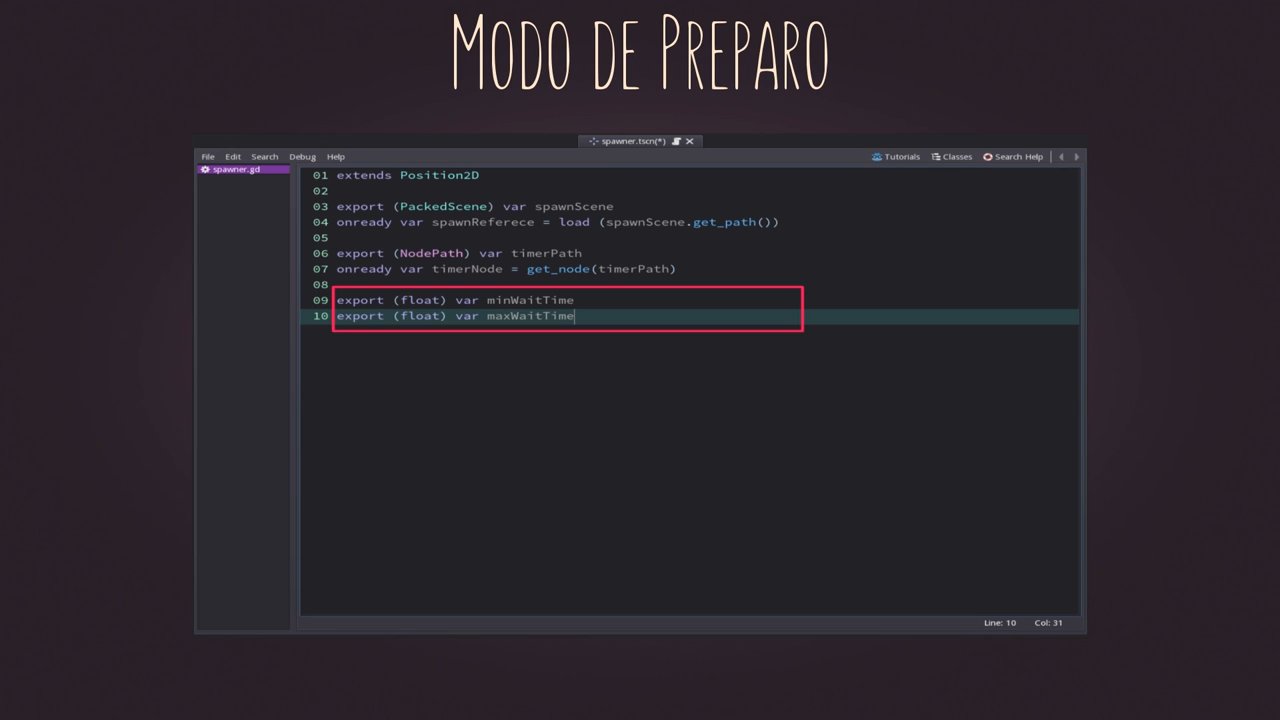 MODO DE PREPARO
spawner.tscn(*)
File Edit Search Debug Help
Tutorials Classes Search Help
spawner.gd
01 extends Position2D
02
03 export (PackedScene) var spawnScene
04 onready var spawnReferece = load (spawnScene.get_path())
05
06 export (NodePath) var timerPath
07 onready var timerNode = get_node(timerPath)
08
09 export (float) var minWaitTime
10 export (float) var maxWaitTime
Line: 10 Col: 31